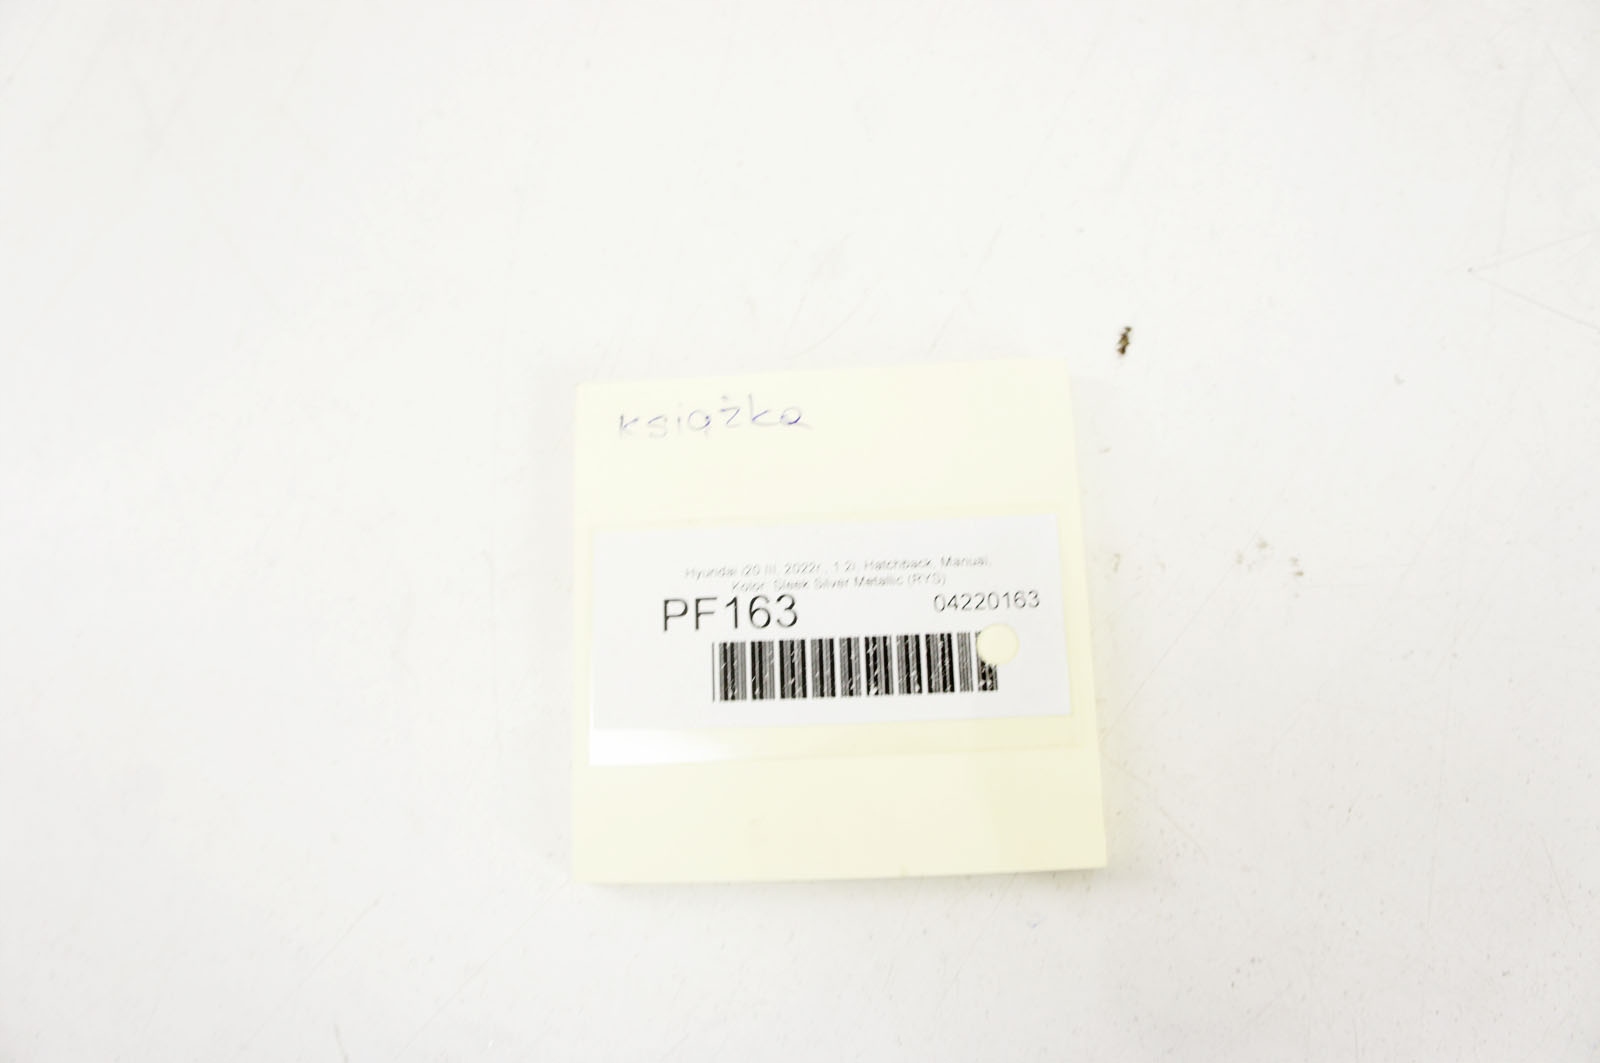 książka
Hyundai i20 III, 2022r., 1.2i, Hatchback, Manual,
Kolor: Sleek Silver Metallic (RYS)
PF163
04220163